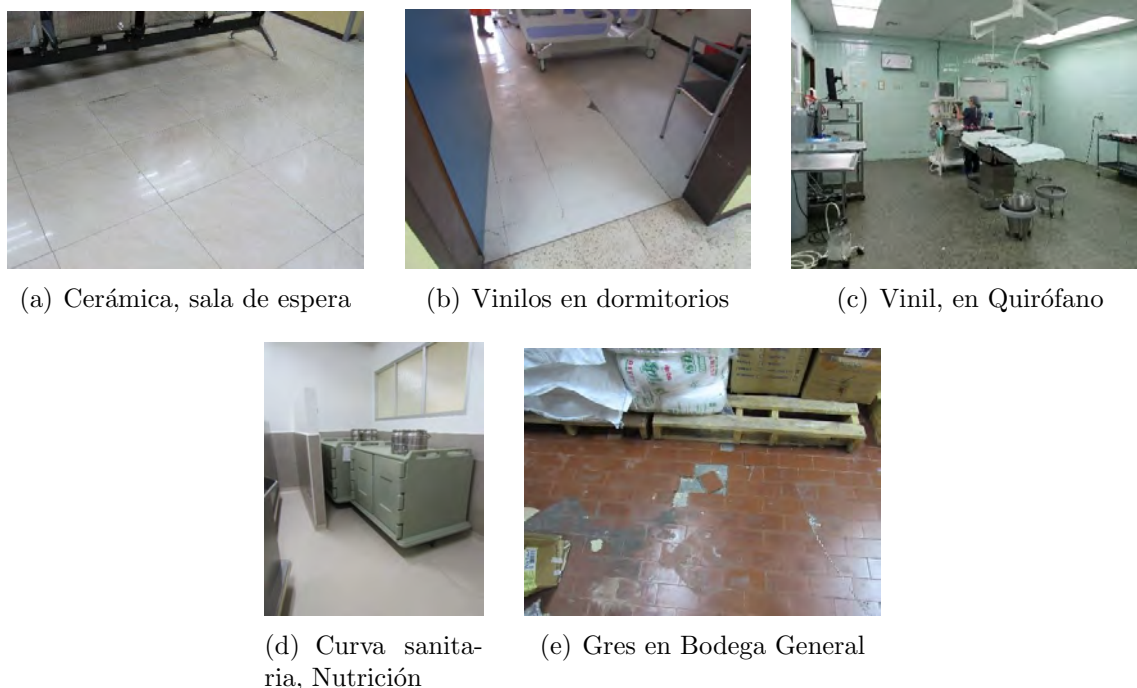 (a) Cerámica, sala de espera
(b) Vinilos en dormitorios
(c) Vinil, en Quirófano
(d) Curva sanita-
ria, Nutrición
(e) Gres en Bodega General